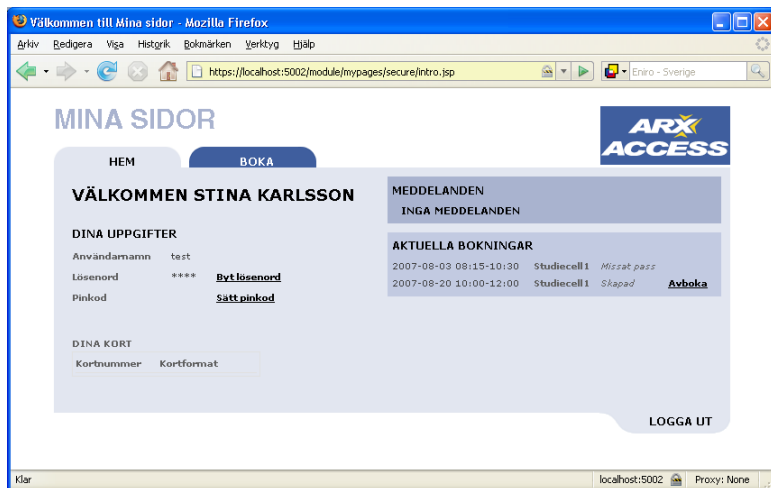 Välkommen till Mina sidor - Mozilla Firefox
Arkiv Redigera Visa Historik Bokmärken Verktyg Hjälp
https://localhost:5002/module/mypages/secure/intro.jsp
Eniro - Sverige
MINA SIDOR
ARX
ACCESS
HEM BOKA
VÄLKOMMEN STINA KARLSSON
DINA UPPGIFTER
Användarnamn test
Lösenord **** Byt lösenord
Pinkod Sätt pinkod
DINA KORT
Kortnummer Kortformat
MEDDELANDEN
INGA MEDDELANDEN
AKTUELLA BOKNINGAR
2007-08-03 08:15-10:30 Studiecell1 Missat pass
2007-08-20 10:00-12:00 Studiecell1 Skapad Avboka
LOGGA UT
Klar
localhost:5002
Proxy: None